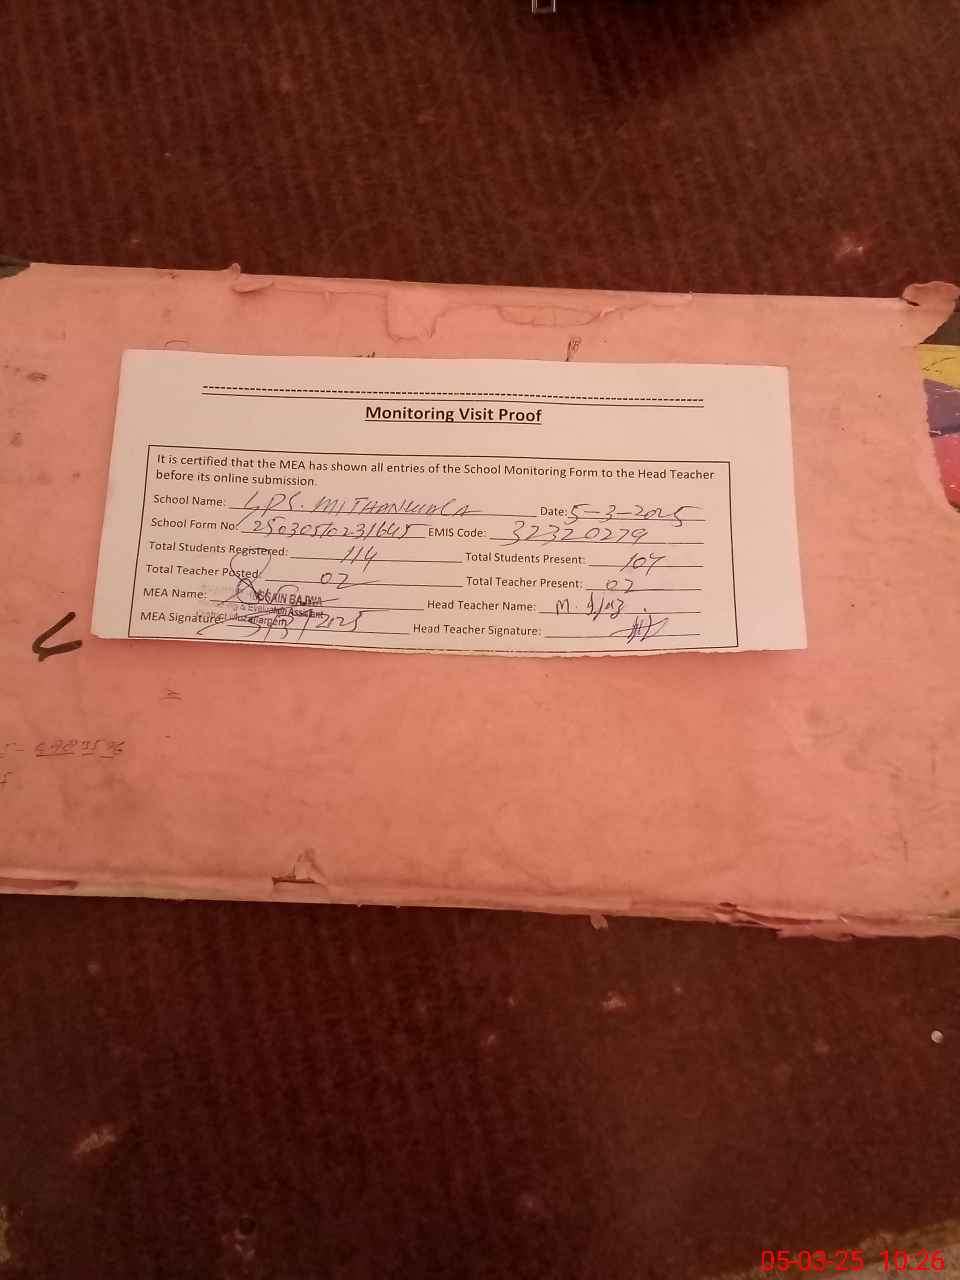 Monitoring Visit Proof
It is certified that the MEA has shown all entries of the School Monitoring Form to the Head Teacher
before its online submission.
School Name: MITHANWALA Date: 5-3-2025
School Form No: EMIS Code: 32320279
Total Students Registered: 114 Total Students Present: 107
Total Teacher Posted: 02 Total Teacher Present: 02
MEA Name: BAJWA Head Teacher Name: M.
& Evaluation Assistant
MEA Signature: 5/3/2025 Head Teacher Signature:
05-03-25 10:26